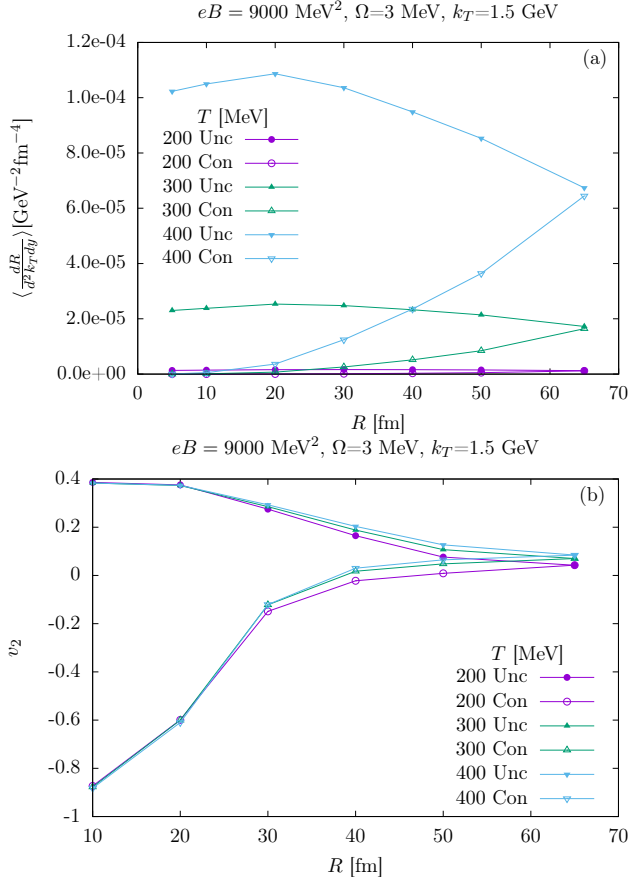 eB = 9000 MeV², Ω=3 MeV, k_T=1.5 GeV
(a)
1.2e-04
1.0e-04
8.0e-05
6.0e-05
4.0e-05
2.0e-05
0.0e+00
⟨dR/d²k_T dy⟩[GeV⁻²fm⁻⁴]
T [MeV]
200 Unc
200 Con
300 Unc
300 Con
400 Unc
400 Con
0 10 20 30 40 50 60 70
R [fm]
eB = 9000 MeV², Ω=3 MeV, k_T=1.5 GeV
(b)
0.4
0.2
0
-0.2
-0.4
-0.6
-0.8
-1
v₂
T [MeV]
200 Unc
200 Con
300 Unc
300 Con
400 Unc
400 Con
10 20 30 40 50 60 70
R [fm]